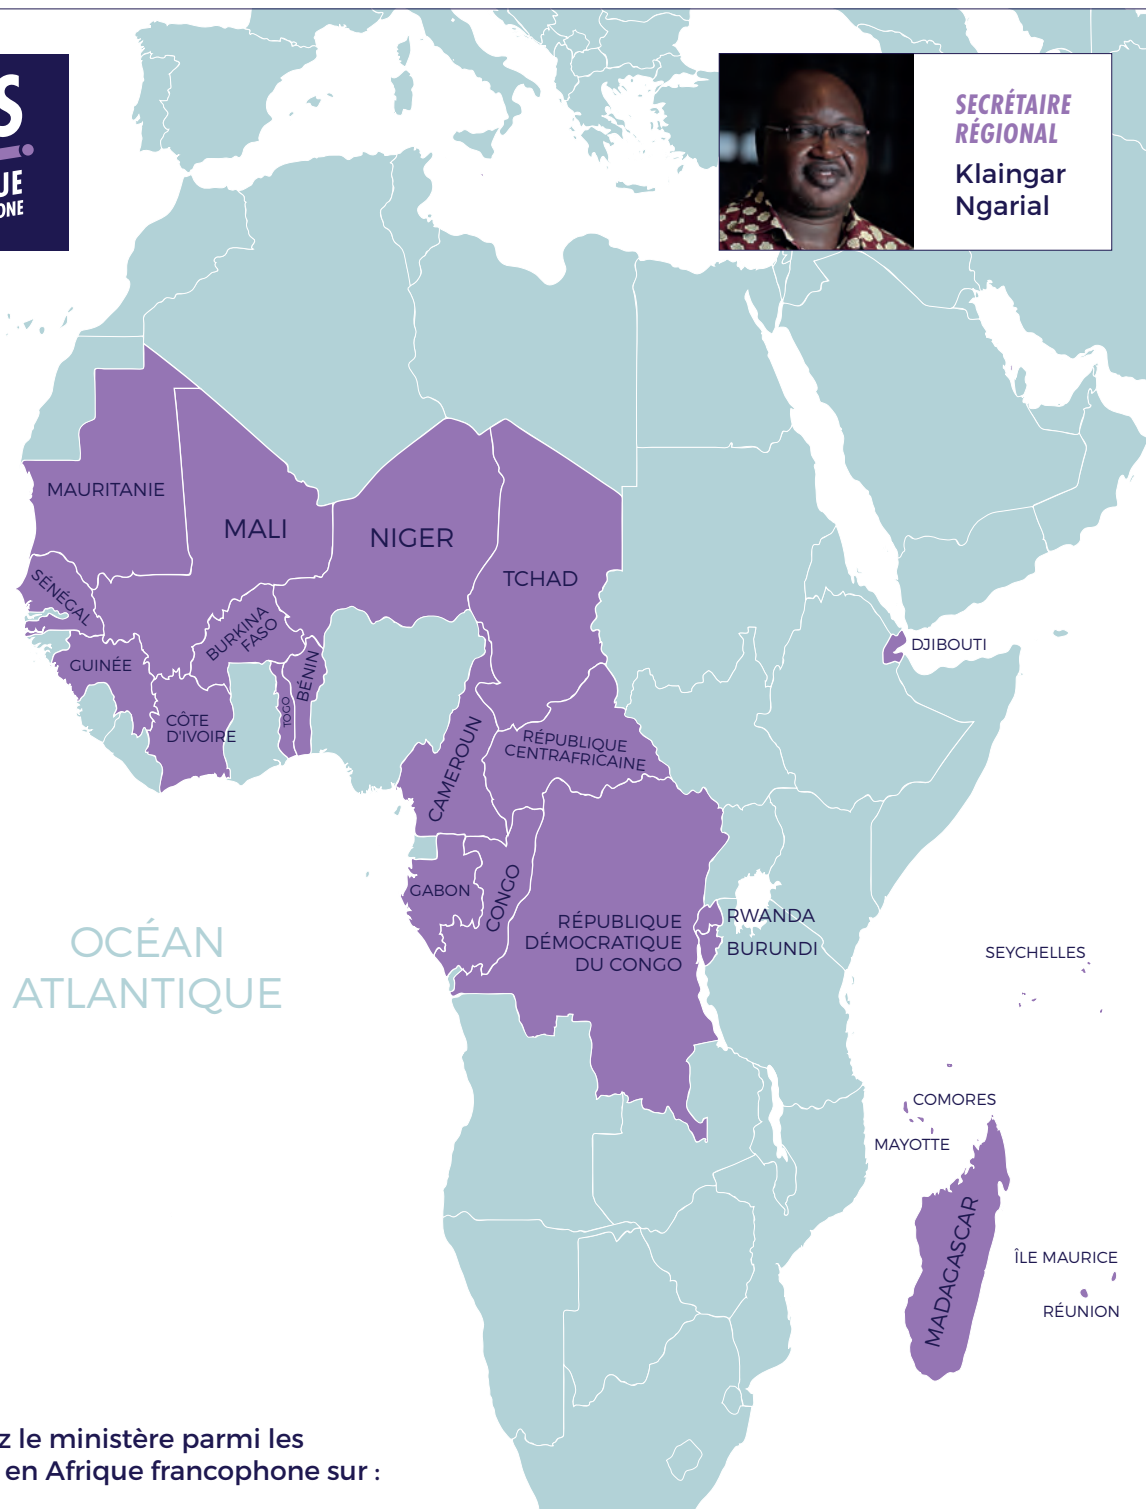 S
UE
ONE
SECRÉTAIRE
RÉGIONAL
Klaingar
Ngarial
MAURITANIE
MALI
NIGER
TCHAD
SÉNÉGAL
BURKINA
FASO
GUINÉE
BÉNIN
TOGO
CÔTE
D'IVOIRE
DJIBOUTI
CAMEROUN
RÉPUBLIQUE
CENTRAFRICAINE
GABON
CONGO
RÉPUBLIQUE
DÉMOCRATIQUE
DU CONGO
RWANDA
BURUNDI
OCÉAN
ATLANTIQUE
SEYCHELLES
COMORES
MAYOTTE
MADAGASCAR
ÎLE MAURICE
RÉUNION
z le ministère parmi les
en Afrique francophone sur :